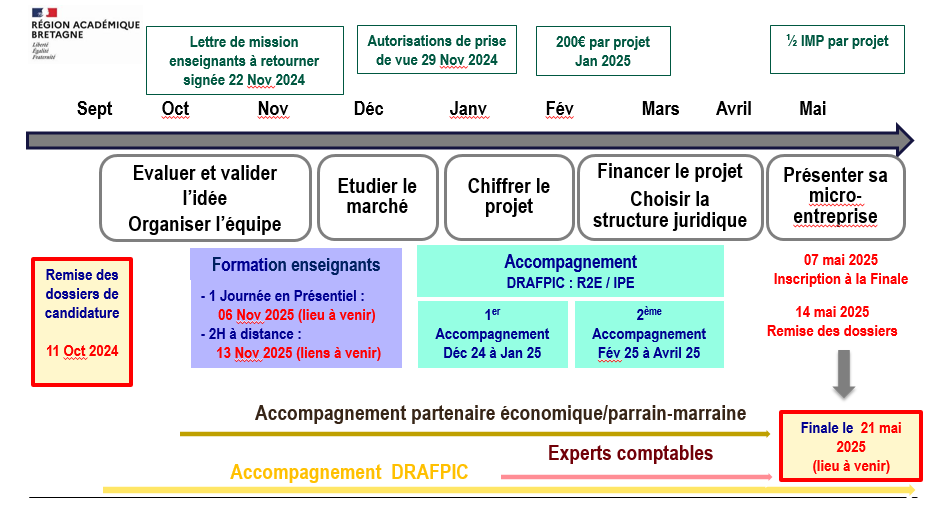 RÉGION ACADÉMIQUE
BRETAGNE
Liberté
Égalité
Fraternité
Lettre de mission
enseignants à retourner
signée 22 Nov 2024
Autorisations de prise
de vue 29 Nov 2024
200€ par projet
Jan 2025
½ IMP par projet
Sept Oct Nov Déc Janv Fév Mars Avril Mai
Evaluer et valider
l'idée
Organiser l'équipe
Etudier le
marché
Chiffrer le
projet
Financer le projet
Choisir la
structure juridique
Présenter sa
micro-
entreprise
Remise des
dossiers de
candidature
11 Oct 2024
Formation enseignants
- 1 Journée en Présentiel :
06 Nov 2025 (lieu à venir)
- 2H à distance :
13 Nov 2025 (liens à venir)
Accompagnement
DRAFPIC : R2E / IPE
1er
Accompagnement
Déc 24 à Jan 25
2ème
Accompagnement
Fév 25 à Avril 25
07 mai 2025
Inscription à la Finale
14 mai 2025
Remise des dossiers
Accompagnement partenaire économique/parrain-marraine
Experts comptables
Accompagnement DRAFPIC
Finale le 21 mai
2025
(lieu à venir)